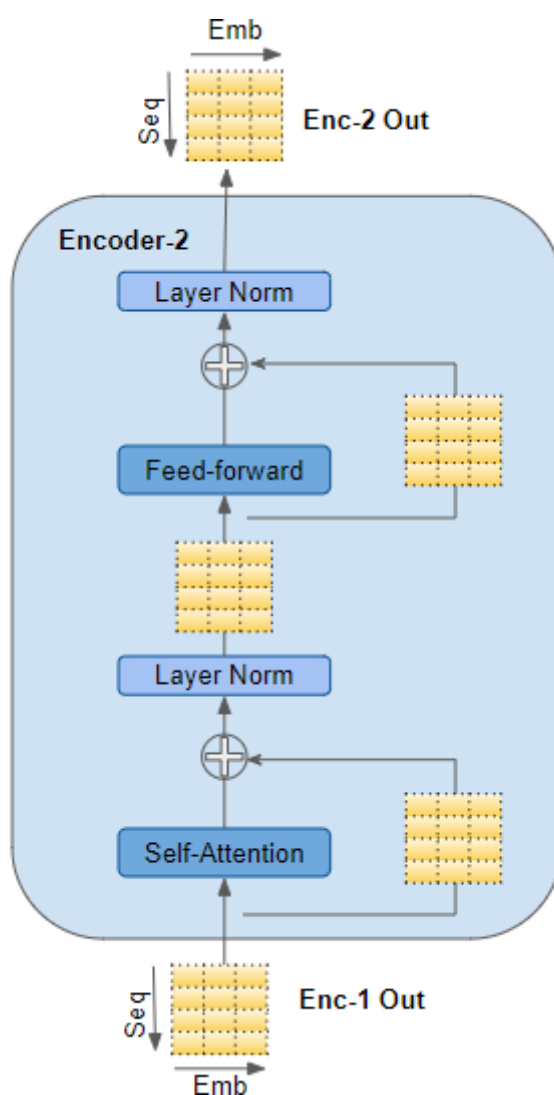 Emb
Seq
Enc-2 Out
Encoder-2
Layer Norm
Feed-forward
Layer Norm
Self-Attention
Seq
Enc-1 Out
Emb